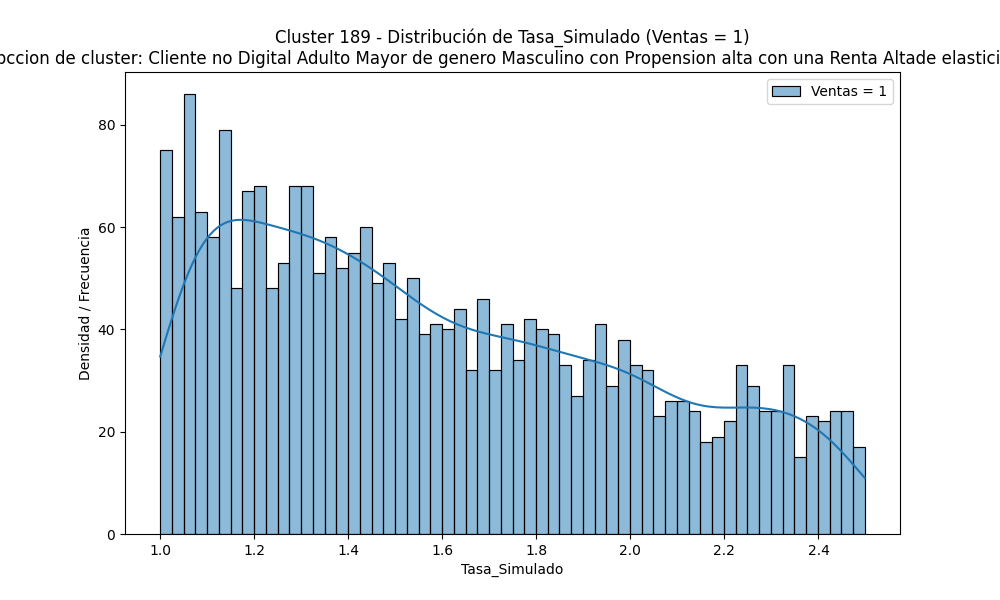 Cluster 189 - Distribución de Tasa_Simulado (Ventas = 1)
de cluster: Cliente no Digital Adulto Mayor de genero Masculino con Propension alta con una Renta Altade
Ventas = 1
80
60
40
20
0
Densidad / Frecuencia
1.0 1.2 1.4 1.6 1.8 2.0 2.2 2.4
Tasa_Simulado